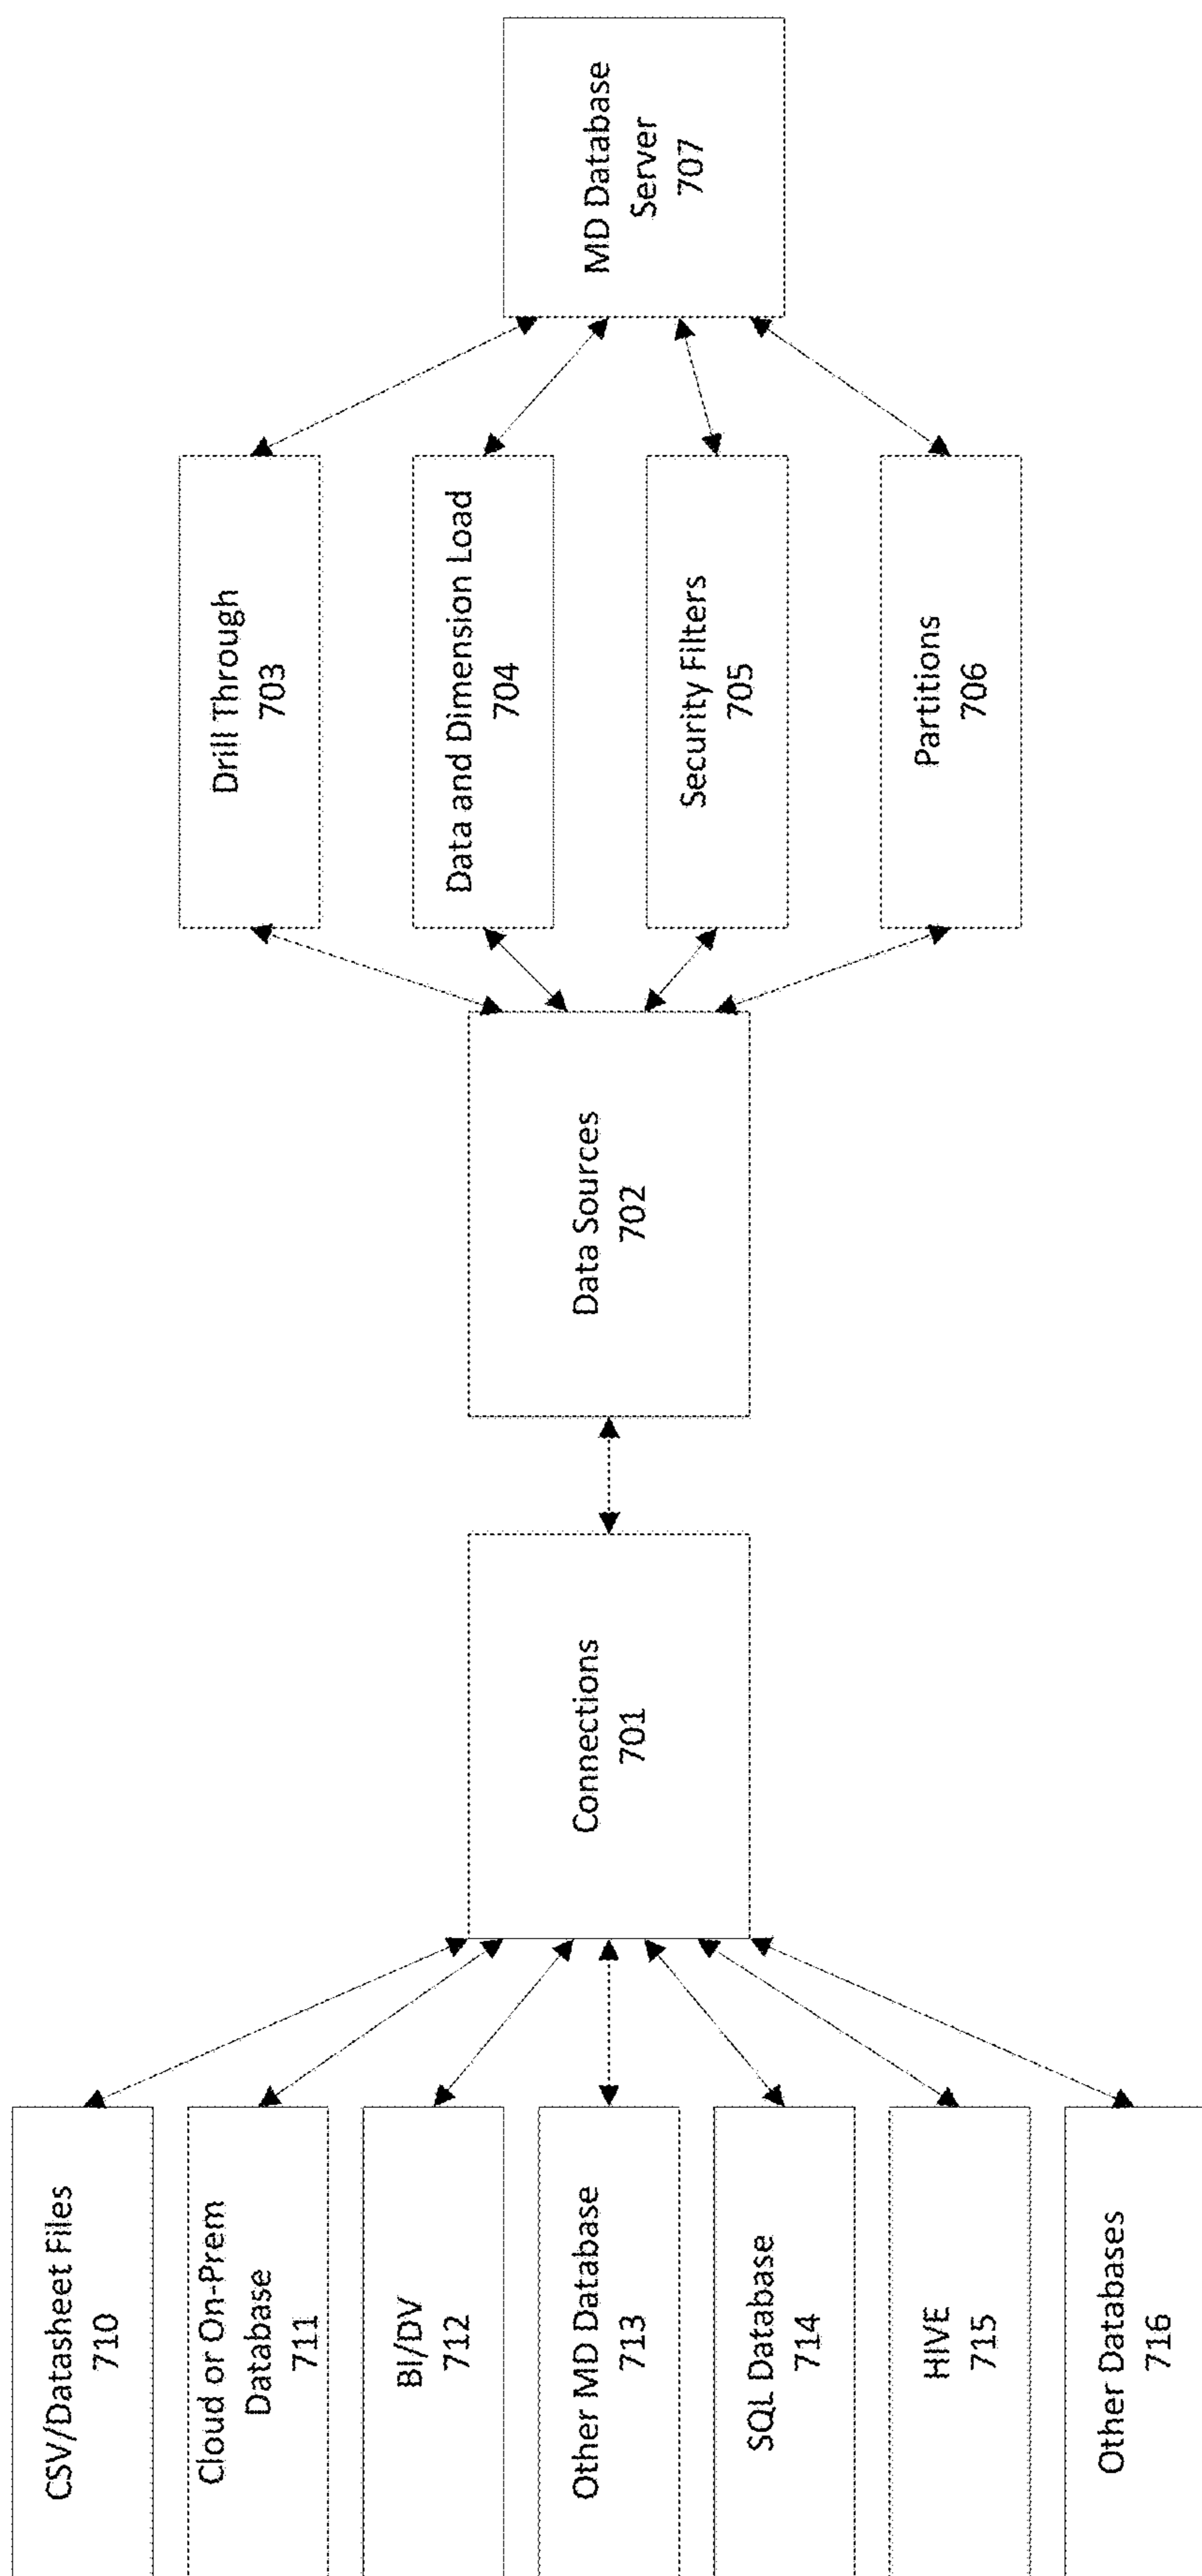 CSV/Datasheet Files
710
Cloud or On-Prem
Database
711
BI/DV
712
Other MD Database
713
SQL Database
714
HIVE
715
Other Databases
716
Connections
701
Data Sources
702
Drill Through
703
Data and Dimension Load
704
Security Filters
705
Partitions
706
MD Database
Server
707